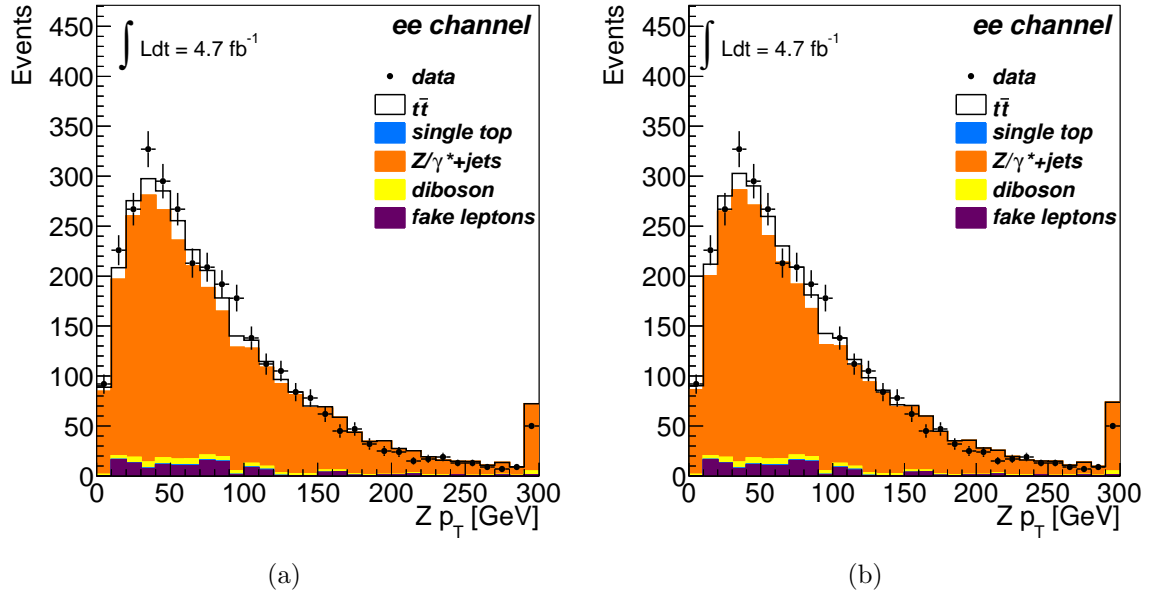 Events
450
400
350
300
250
200
150
100
50
0
∫ Ldt = 4.7 fb⁻¹
ee channel
data
tt̄
single top
Z/γ*+jets
diboson
fake leptons
0 50 100 150 200 250 300
Z p_T [GeV]
(a)
Events
450
400
350
300
250
200
150
100
50
0
∫ Ldt = 4.7 fb⁻¹
ee channel
data
tt̄
single top
Z/γ*+jets
diboson
fake leptons
0 50 100 150 200 250 300
Z p_T [GeV]
(b)